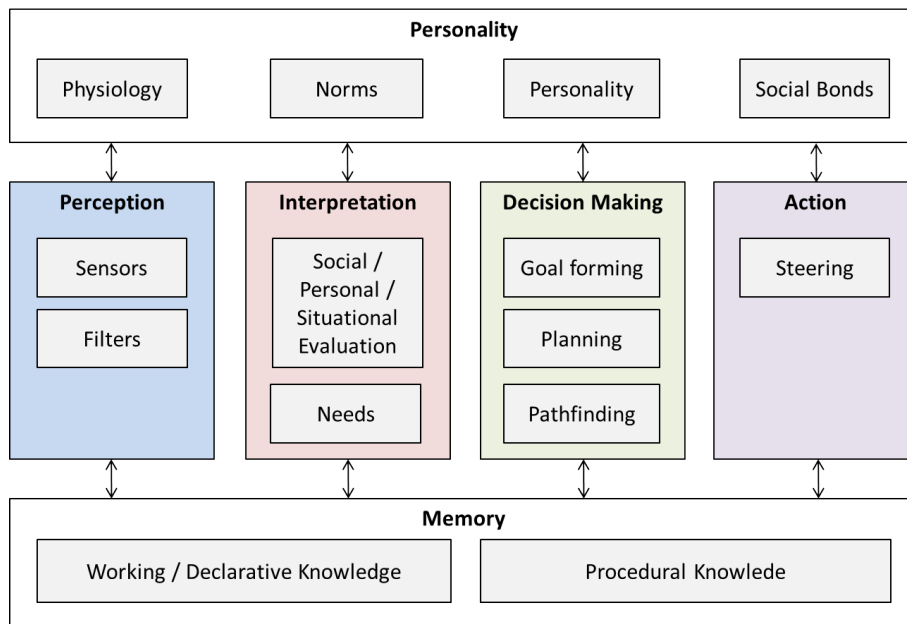 Personality
Physiology
Norms
Personality
Social Bonds
Perception
Sensors
Filters
Interpretation
Social /
Personal /
Situational
Evaluation
Needs
Decision Making
Goal forming
Planning
Pathfinding
Action
Steering
Memory
Working / Declarative Knowledge
Procedural Knowlede